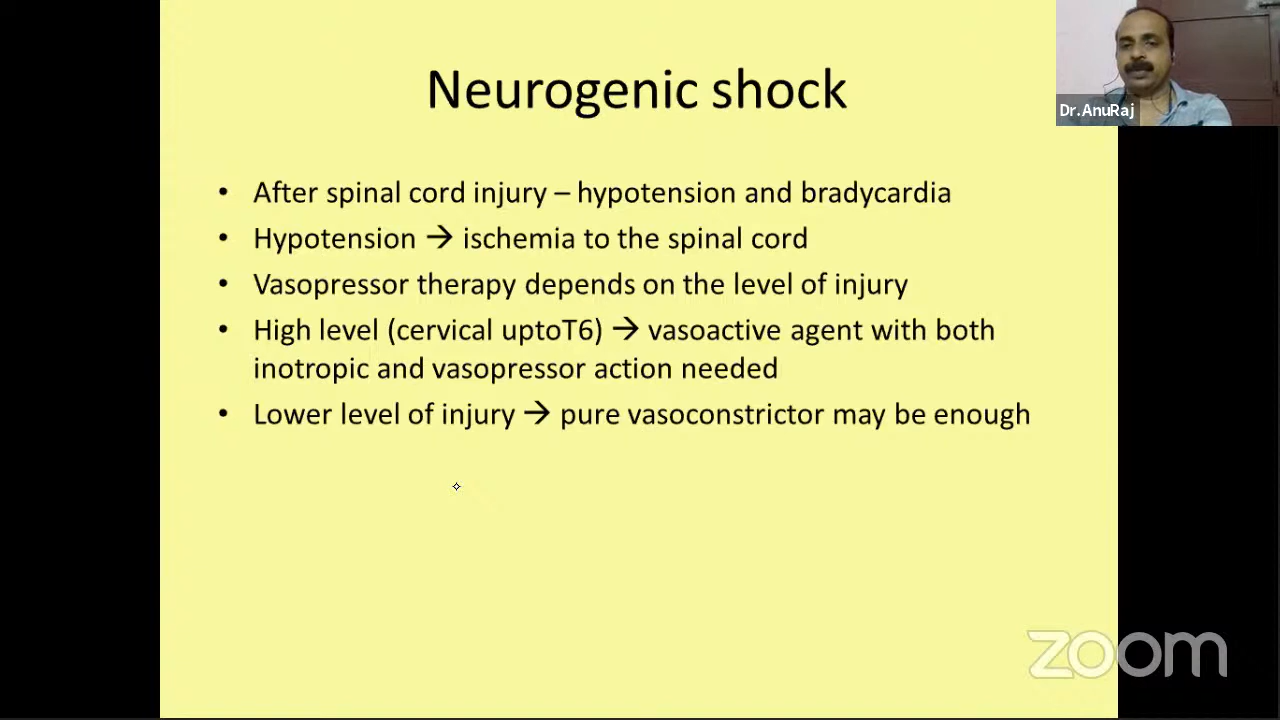 Neurogenic shock
Dr.AnuRaj
• After spinal cord injury – hypotension and bradycardia
• Hypotension → ischemia to the spinal cord
• Vasopressor therapy depends on the level of injury
• High level (cervical uptoT6) → vasoactive agent with both
inotropic and vasopressor action needed
• Lower level of injury → pure vasoconstrictor may be enough
zoom